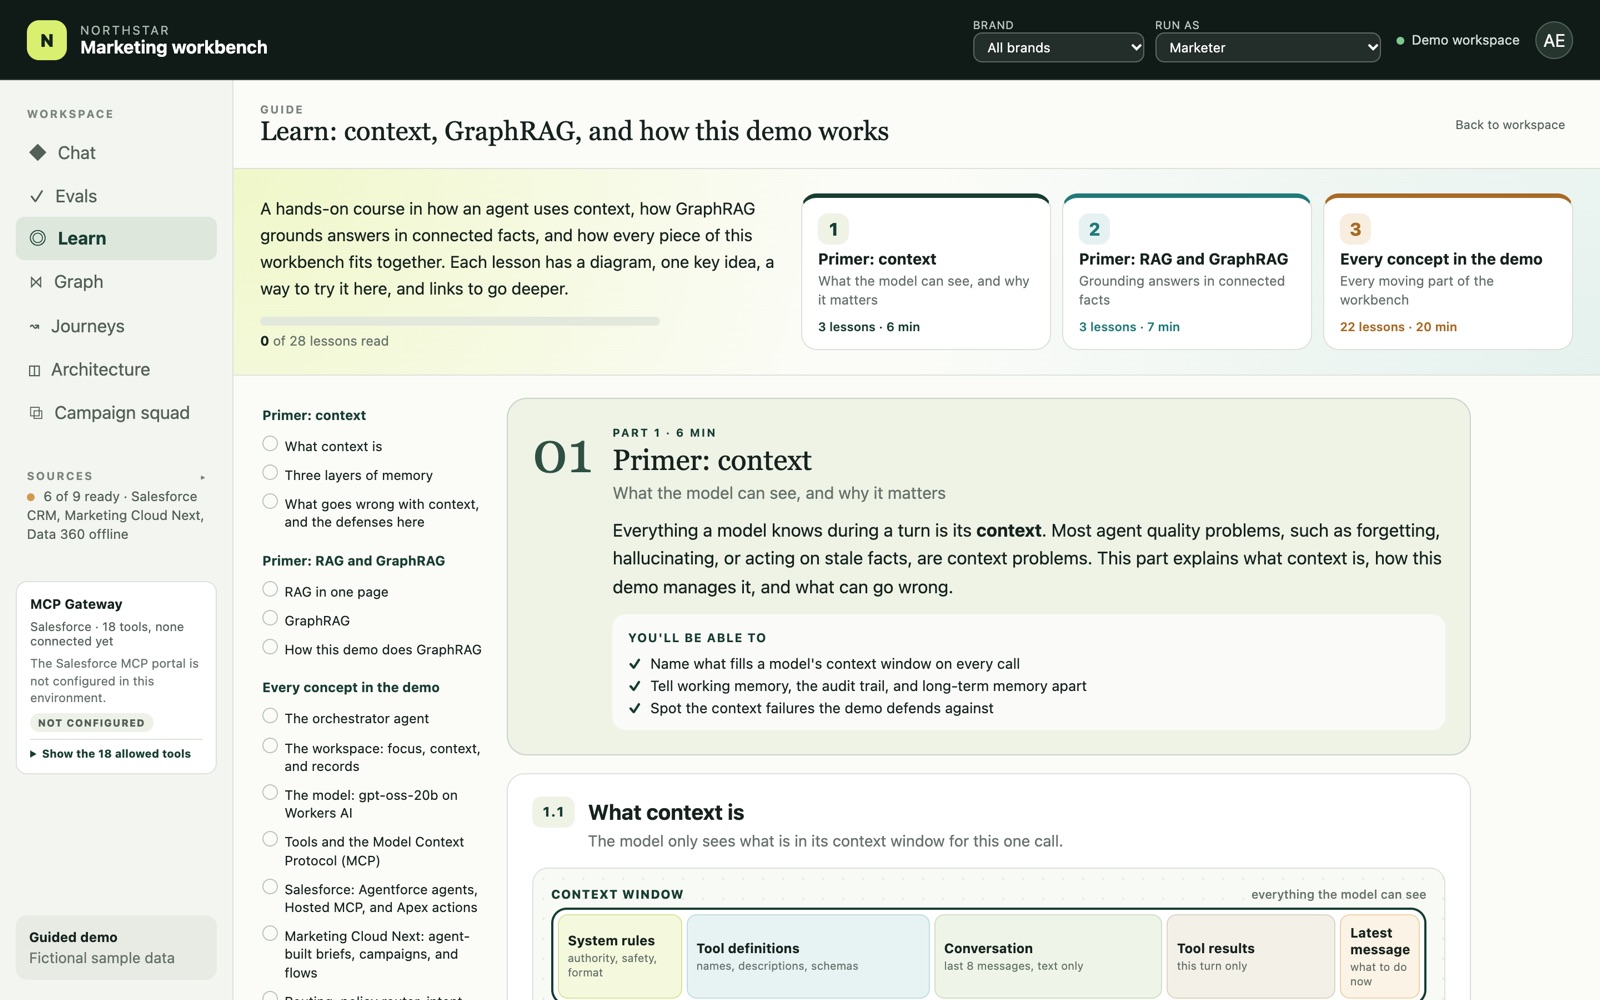 N
NORTHSTAR
Marketing workbench
BRAND
All brands
RUN AS
Marketer
Demo workspace
AE
WORKSPACE
Chat
Evals
Learn
Graph
Journeys
Architecture
Campaign squad
SOURCES
6 of 9 ready · Salesforce
CRM, Marketing Cloud Next,
Data 360 offline
MCP Gateway
Salesforce · 18 tools, none
connected yet
The Salesforce MCP portal is
not configured in this
environment.
NOT CONFIGURED
Show the 18 allowed tools
Guided demo
Fictional sample data
GUIDE
Learn: context, GraphRAG, and how this demo works
Back to workspace
A hands-on course in how an agent uses context, how GraphRAG
grounds answers in connected facts, and how every piece of this
workbench fits together. Each lesson has a diagram, one key idea, a
way to try it here, and links to go deeper.
0 of 28 lessons read
1
Primer: context
What the model can see, and why
it matters
3 lessons · 6 min
2
Primer: RAG and GraphRAG
Grounding answers in connected
facts
3 lessons · 7 min
3
Every concept in the demo
Every moving part of the
workbench
22 lessons · 20 min
Primer: context
What context is
Three layers of memory
What goes wrong with context,
and the defenses here
Primer: RAG and GraphRAG
RAG in one page
GraphRAG
How this demo does GraphRAG
Every concept in the demo
The orchestrator agent
The workspace: focus, context,
and records
The model: gpt-oss-20b on
Workers AI
Tools and the Model Context
Protocol (MCP)
Salesforce: Agentforce agents,
Hosted MCP, and Apex actions
Marketing Cloud Next: agent-
built briefs, campaigns, and
flows
Routing, policy router, intent
01
PART 1 · 6 MIN
Primer: context
What the model can see, and why it matters
Everything a model knows during a turn is its context. Most agent quality problems, such as forgetting,
hallucinating, or acting on stale facts, are context problems. This part explains what context is, how this
demo manages it, and what can go wrong.
YOU'LL BE ABLE TO
Name what fills a model's context window on every call
Tell working memory, the audit trail, and long-term memory apart
Spot the context failures the demo defends against
1.1
What context is
The model only sees what is in its context window for this one call.
CONTEXT WINDOW
everything the model can see
System rules
authority, safety,
format
Tool definitions
names, descriptions, schemas
Conversation
last 8 messages, text only
Tool results
this turn only
Latest
message
what to do
now